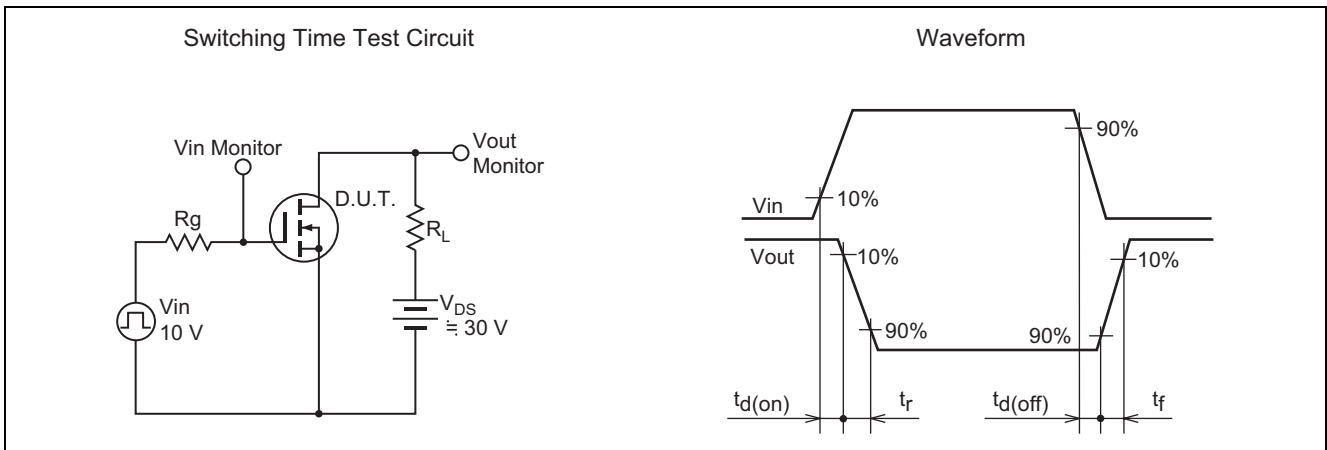 Switching Time Test Circuit
Vin Monitor
Vout
Monitor
D.U.T.
Rg
RL
Vin
10 V
VDS
≒ 30 V
Waveform
90%
10%
Vin
Vout
10%
10%
90%
90%
td(on)
tr
td(off)
tf